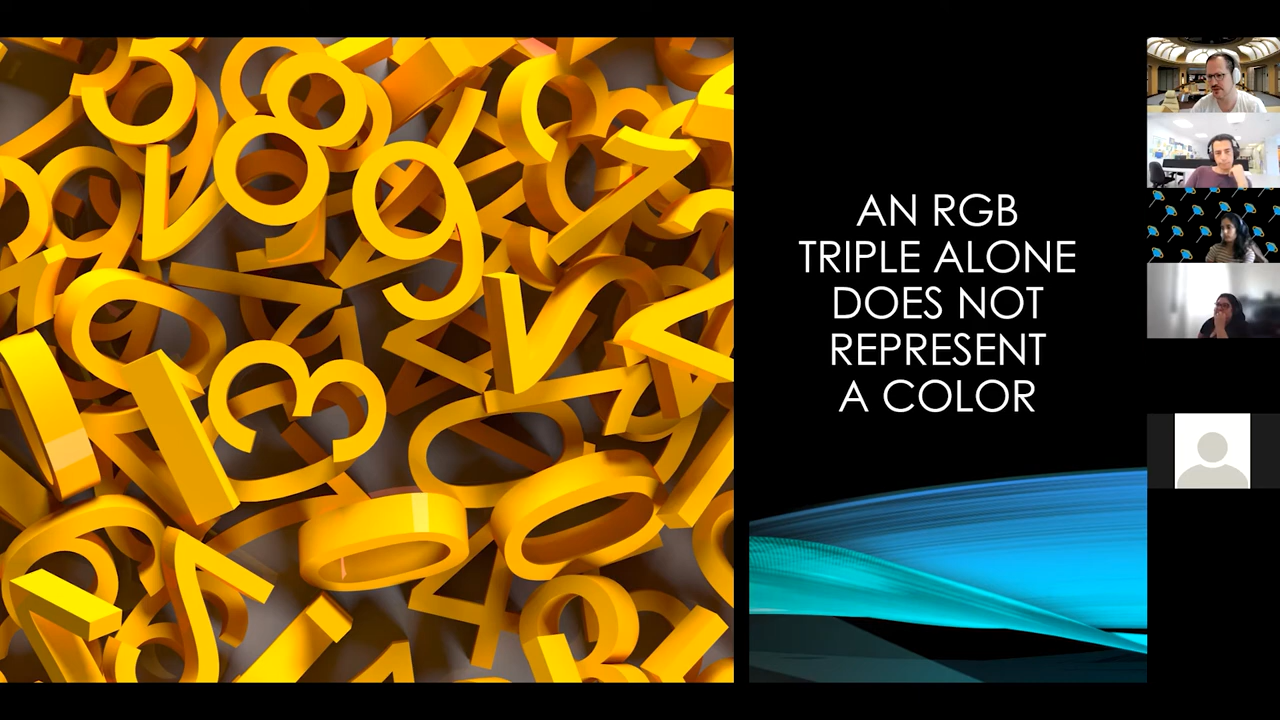 AN RGB
TRIPLE ALONE
DOES NOT
REPRESENT
A COLOR